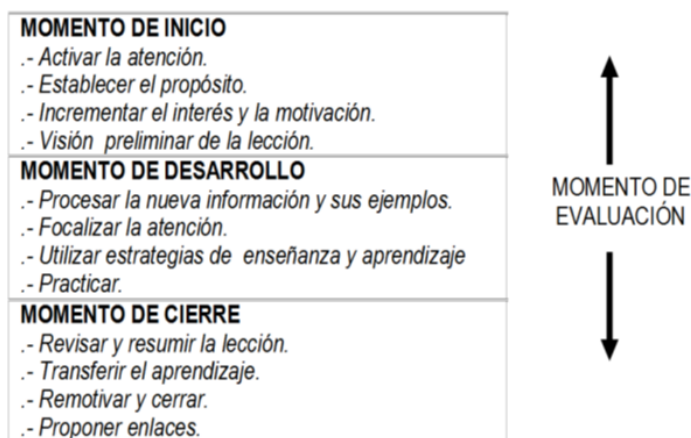 MOMENTO DE INICIO
.- Activar la atención.
.- Establecer el propósito.
.- Incrementar el interés y la motivación.
.- Visión preliminar de la lección.
MOMENTO DE DESARROLLO
.- Procesar la nueva información y sus ejemplos.
.- Focalizar la atención.
.- Utilizar estrategias de enseñanza y aprendizaje
.- Practicar.
MOMENTO DE CIERRE
.- Revisar y resumir la lección.
.- Transferir el aprendizaje.
.- Remotivar y cerrar.
.- Proponer enlaces.
MOMENTO DE
EVALUACIÓN